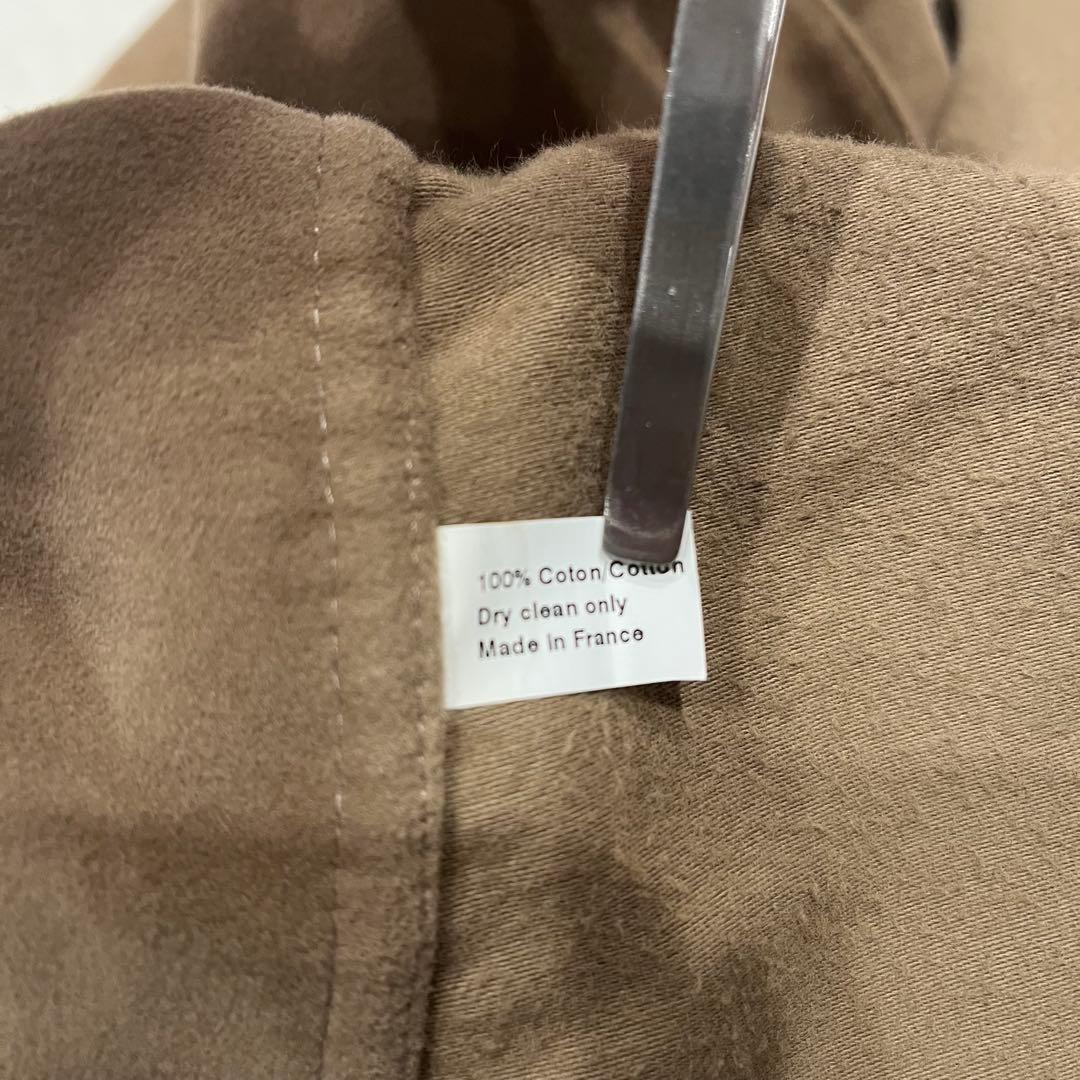 100% Coton/Cotton
Dry clean only
Made In France